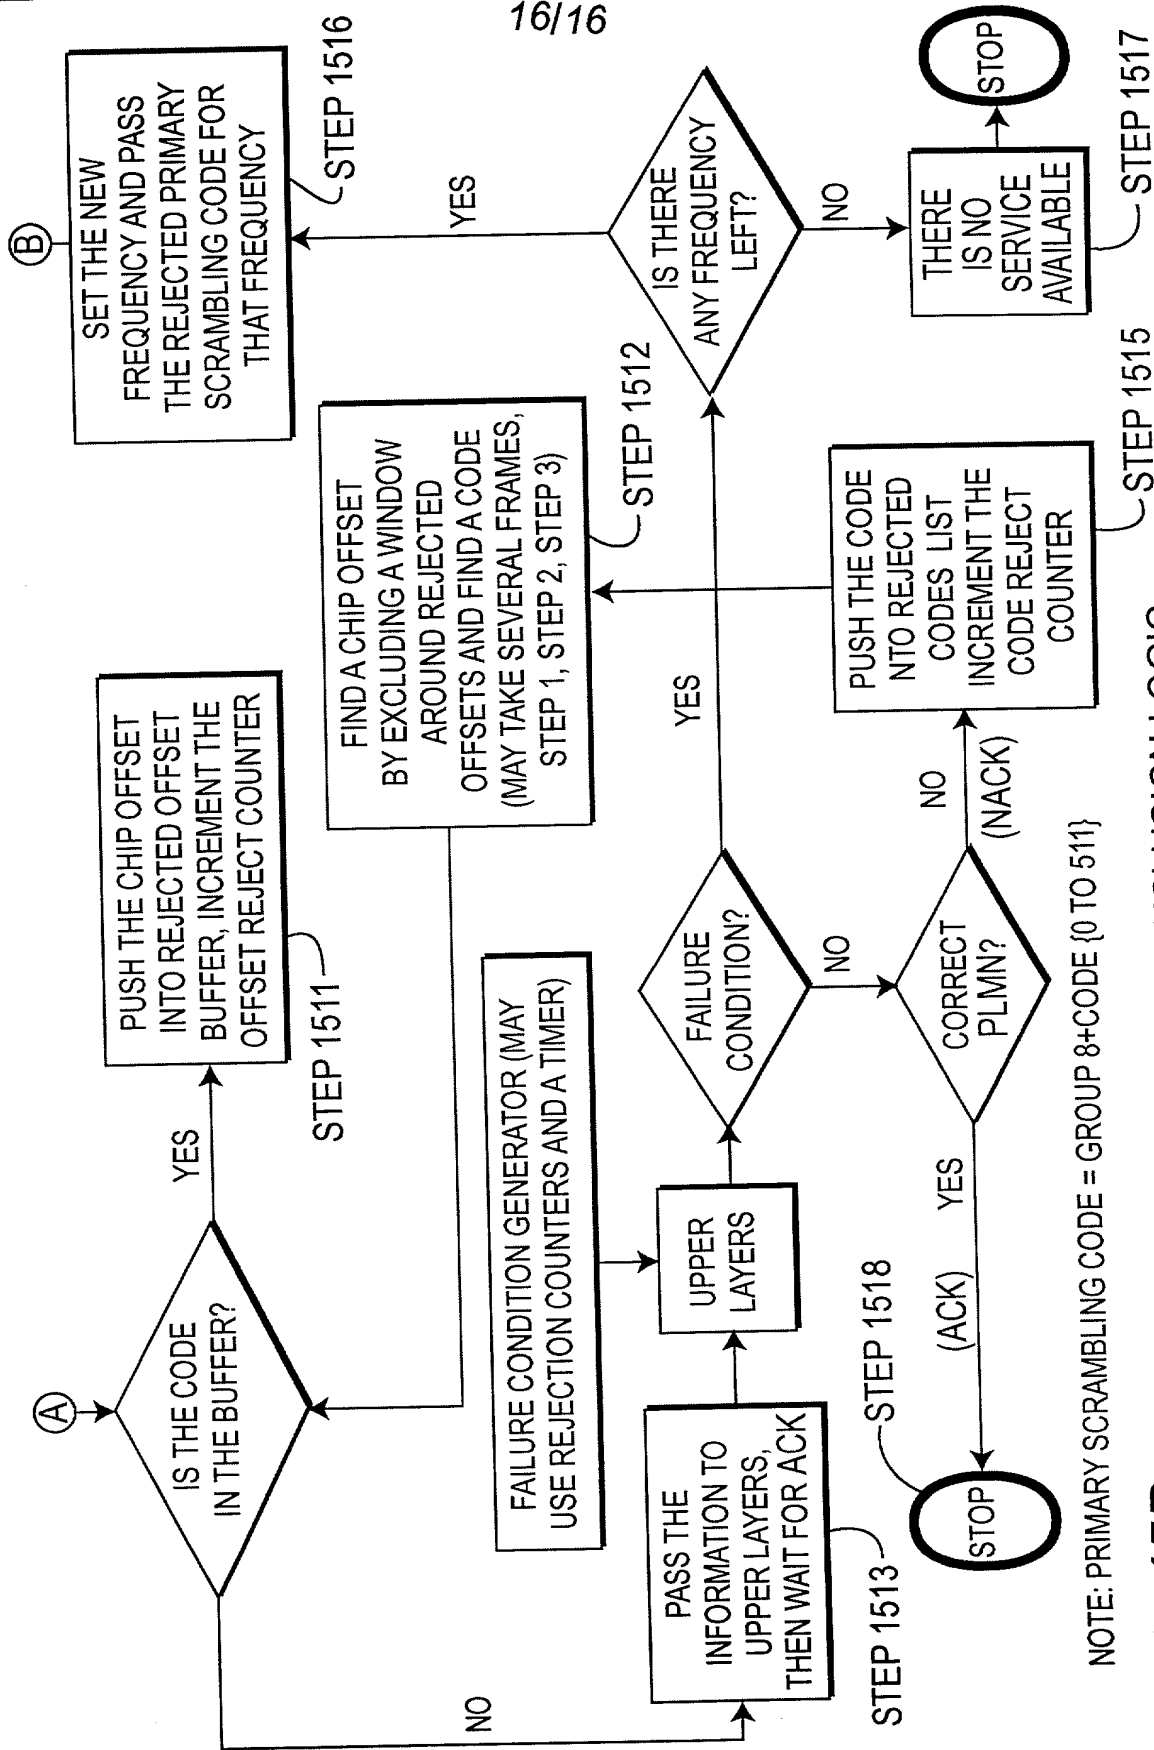 16/16
A
IS THE CODE
IN THE BUFFER?
YES
NO
PUSH THE CHIP OFFSET
INTO REJECTED OFFSET
BUFFER, INCREMENT THE
OFFSET REJECT COUNTER
STEP 1511
B
SET THE NEW
FREQUENCY AND PASS
THE REJECTED PRIMARY
SCRAMBLING CODE FOR
THAT FREQUENCY
STEP 1516
FIND A CHIP OFFSET
BY EXCLUDING A WINDOW
AROUND REJECTED
OFFSETS AND FIND A CODE
(MAY TAKE SEVERAL FRAMES,
STEP 1, STEP 2, STEP 3)
STEP 1512
FAILURE CONDITION GENERATOR (MAY
USE REJECTION COUNTERS AND A TIMER)
PASS THE
INFORMATION TO
UPPER LAYERS,
THEN WAIT FOR ACK
STEP 1513
UPPER
LAYERS
FAILURE
CONDITION?
YES
NO
IS THERE
ANY FREQUENCY
LEFT?
YES
NO
THERE
IS NO
SERVICE
AVAILABLE
STEP 1517
STOP
CORRECT
PLMN?
NO
(NACK)
YES
(ACK)
PUSH THE CODE
NTO REJECTED
CODES LIST
INCREMENT THE
CODE REJECT
COUNTER
STEP 1515
STOP
STEP 1518
NOTE: PRIMARY SCRAMBLING CODE = GROUP 8+CODE {0 TO 511}